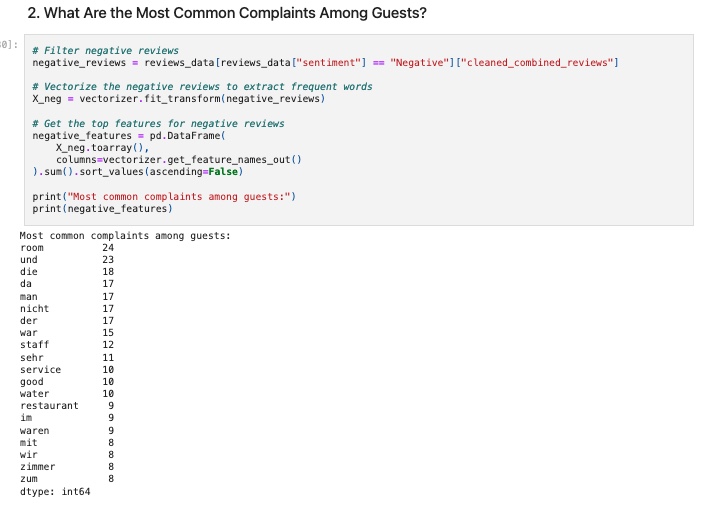 2. What Are the Most Common Complaints Among Guests?
0]:
# Filter negative reviews
negative_reviews = reviews_data[reviews_data["sentiment"] == "Negative"]["cleaned_combined_reviews"]
# Vectorize the negative reviews to extract frequent words
X_neg = vectorizer.fit_transform(negative_reviews)
# Get the top features for negative reviews
negative_features = pd.DataFrame(
    X_neg.toarray(),
    columns=vectorizer.get_feature_names_out()
).sum().sort_values(ascending=False)
print("Most common complaints among guests:")
print(negative_features)
Most common complaints among guests:
room 24
und 23
die 18
da 17
man 17
nicht 17
der 17
war 15
staff 12
sehr 11
service 10
good 10
water 10
restaurant 9
im 9
waren 9
mit 8
wir 8
zimmer 8
zum 8
dtype: int64